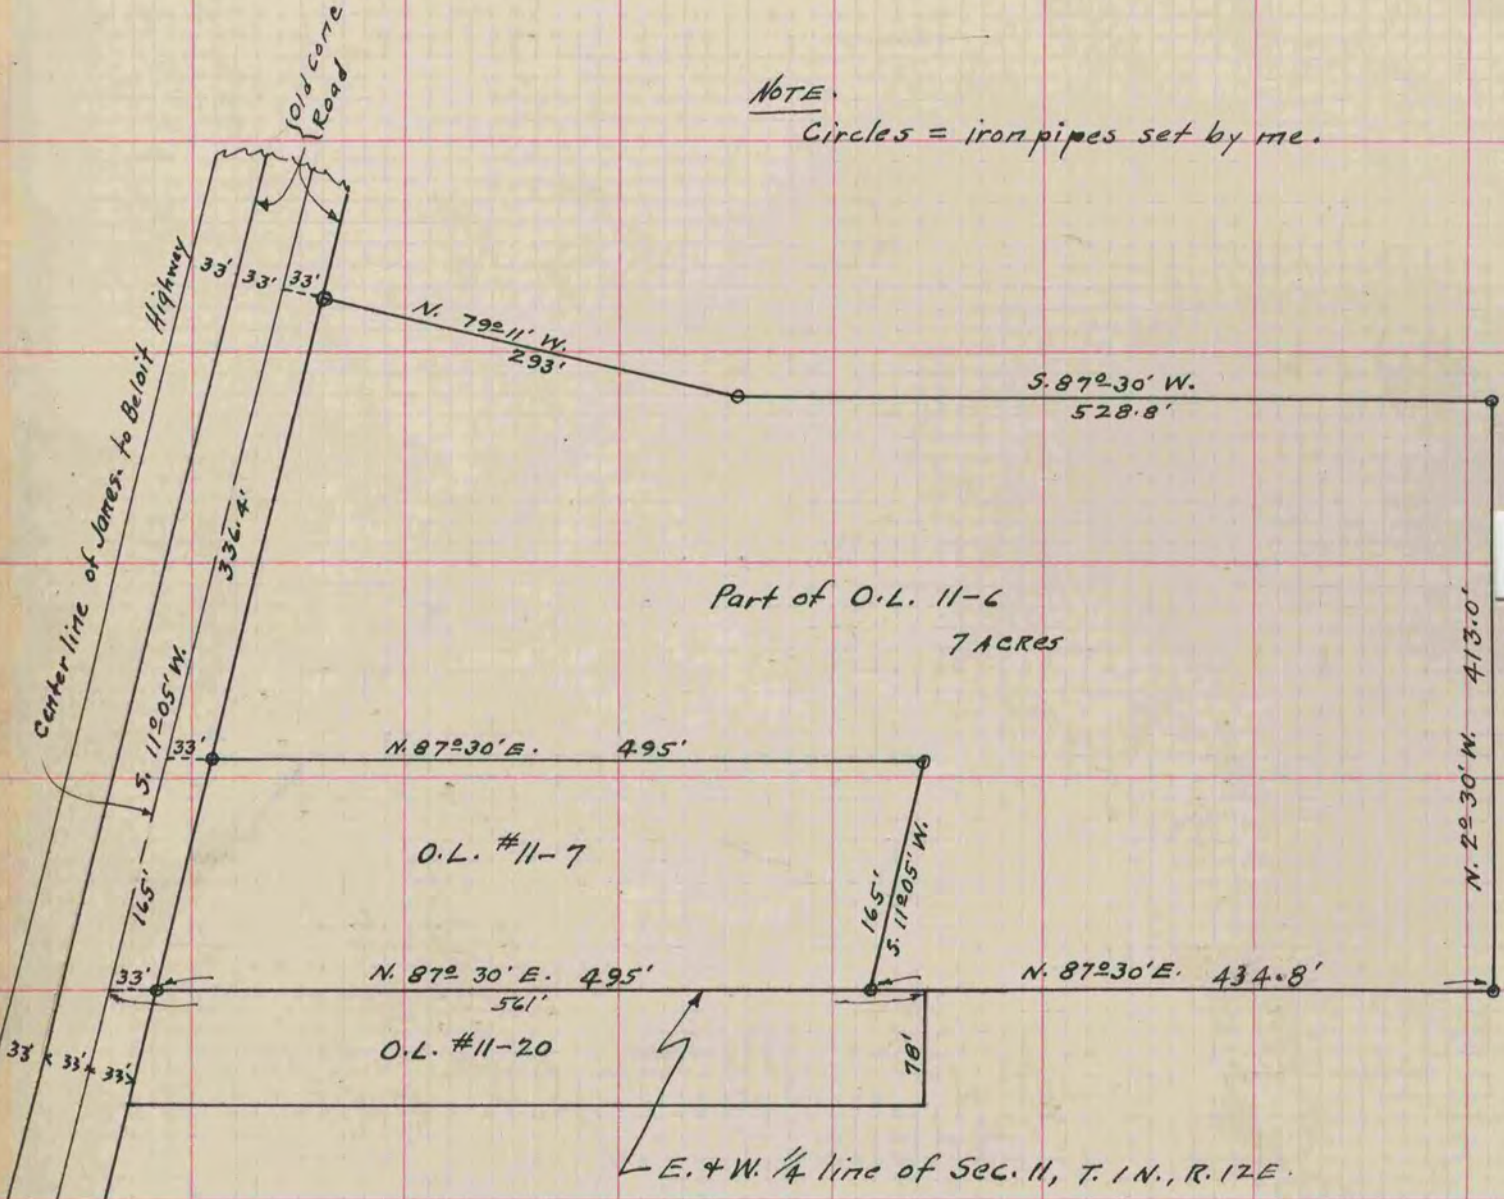 Old Conc
Road
NOTE.
Circles = iron pipes set by me.
Centerline of Janes. to Beloit Highway
33' 33' 33'
N. 79°11' W.
293'
S. 87°-30' W.
528.8'
336.4'
Part of O.L. 11-6
7 ACRES
N. 2°30' W. 413.0'
S. 11°05' W.
33'
N. 87°30' E. 495'
O.L. #11-7
165'
165'
S. 11°05' W.
33'
N. 87° 30' E. 495'
561'
N. 87°30' E. 434.8'
O.L. #11-20
78'
33' 33' 33'
E. & W. 1/4 line of Sec. 11, T. 1 N., R. 12 E.